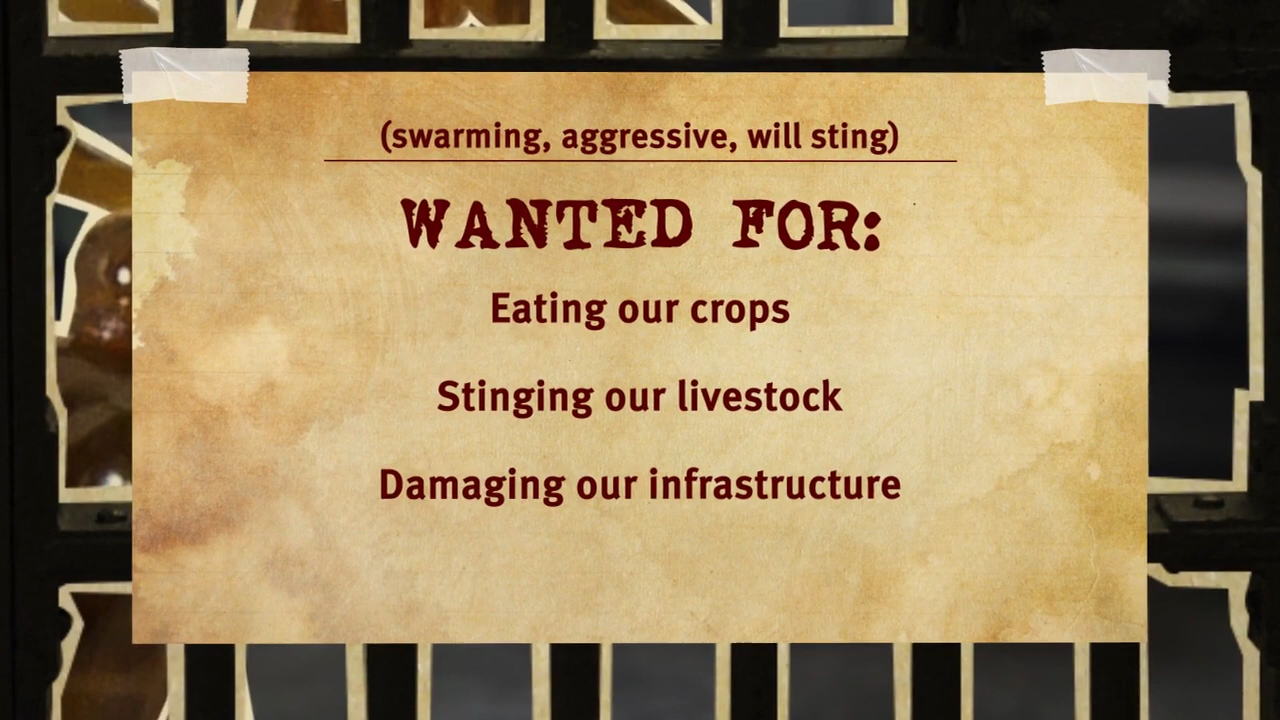 (swarming, aggressive, will sting)
WANTED FOR:
Eating our crops
Stinging our livestock
Damaging our infrastructure